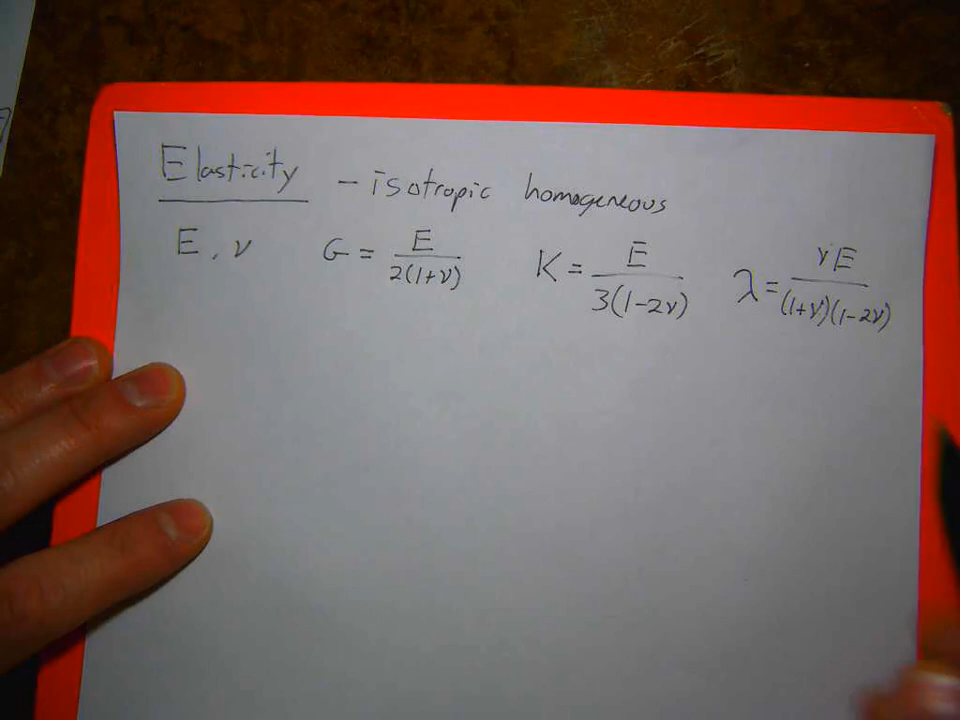 Elasticity - isotropic homogeneous
E, ν G = E / 2(1+ν) K = E / 3(1-2ν) λ = νE / (1+ν)(1-2ν)